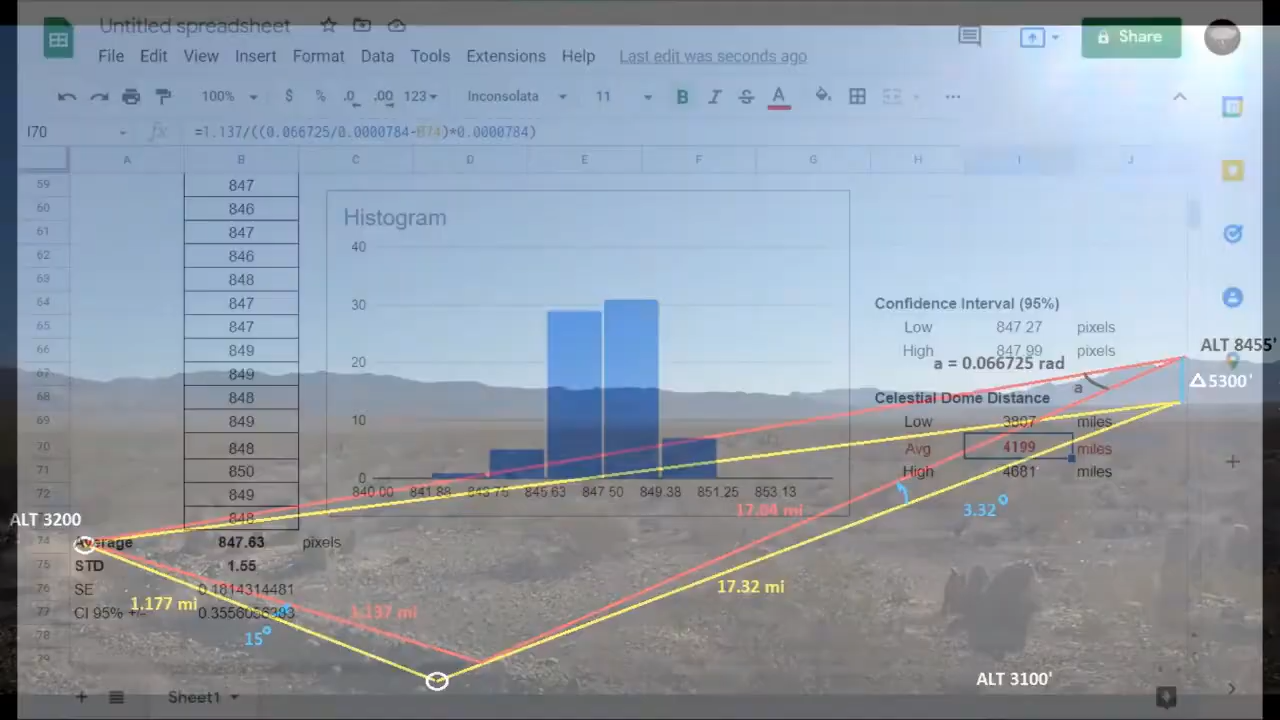 Untitled spreadsheet
File Edit View Insert Format Data Tools Extensions Help Last edit was seconds ago
100% $ % .0 .00 123 Inconsolata 11 B I S A
Share
I70 fx =1.137/((0.066725/0.0000784-B74)*0.0000784)
A B C D E F G H I J
59 847
60 846
61 847
62 846
63 848
64 847
65 847
66 849
67 849
68 848
69 849
70 848
71 850
72 849
848
74 Average 847.63 pixels
75 STD 1.55
76 SE 0.1814314481
77 CI 95% +/- 0.3556056383
78
79
Histogram
40
30
20
10
0
840.00 841.88 843.75 845.63 847.50 849.38 851.25 853.13
Confidence Interval (95%)
Low 847.27 pixels
High 847.99 pixels
a = 0.066725 rad
a
Celestial Dome Distance
Low 3807 miles
Avg 4199 miles
High 4681 miles
ALT 8455'
Δ5300'
3.32°
17.04 mi
17.32 mi
ALT 3200
1.177 mi
1.137 mi
15°
ALT 3100'
Sheet1